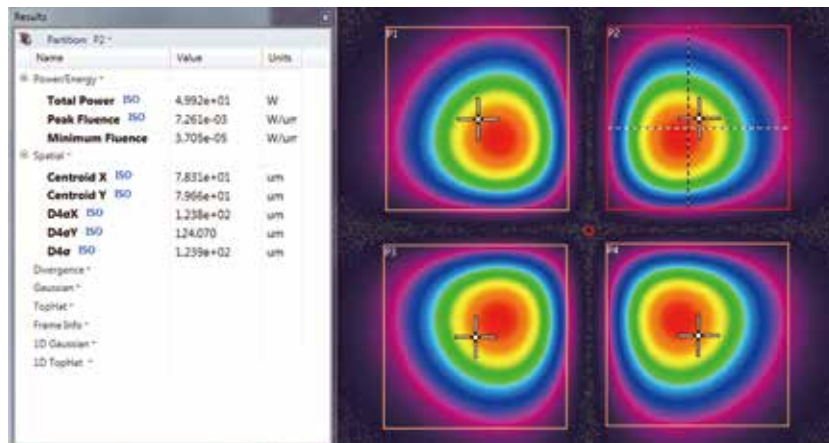 Results
Partition: P2
Name Value Units
Power/Energy
Total Power ISO 4.992e+01 W
Peak Fluence ISO 7.261e-03 W/um
Minimum Fluence 3.705e-05 W/um
Spatial
Centroid X ISO 7.831e+01 um
Centroid Y ISO 7.966e+01 um
D4σX ISO 1.238e+02 um
D4σY ISO 124.070 um
D4σ ISO 1.239e+02 um
Divergence
Gaussian
TopHat
Frame Info
1D Gaussian
1D TopHat
P1
P2
P3
P4